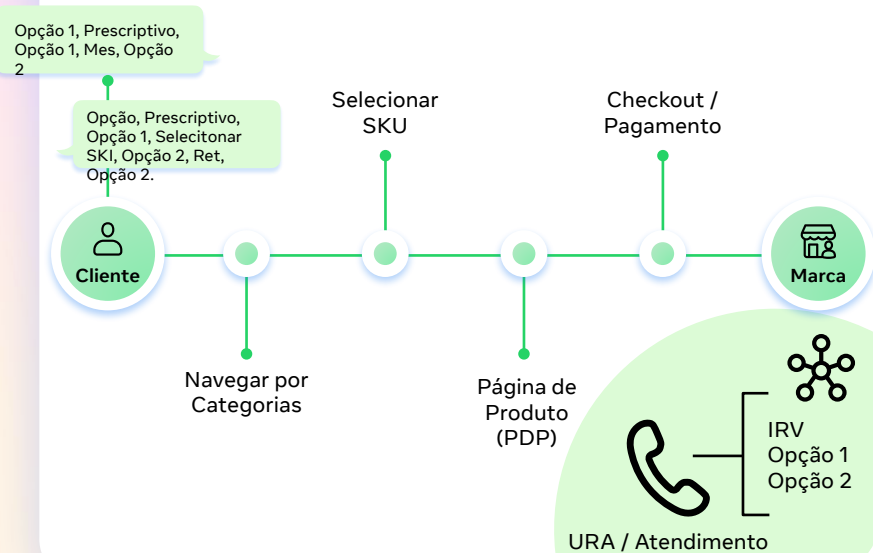 Opção 1, Prescriptivo,
Opção 1, Mes, Opção
2
Opção, Prescriptivo,
Opção 1, Selecitonar
SKI, Opção 2, Ret,
Opção 2.
Selecionar
SKU
Checkout /
Pagamento
Cliente
Marca
Navegar por
Categorias
Página de
Produto
(PDP)
IRV
Opção 1
Opção 2
URA / Atendimento